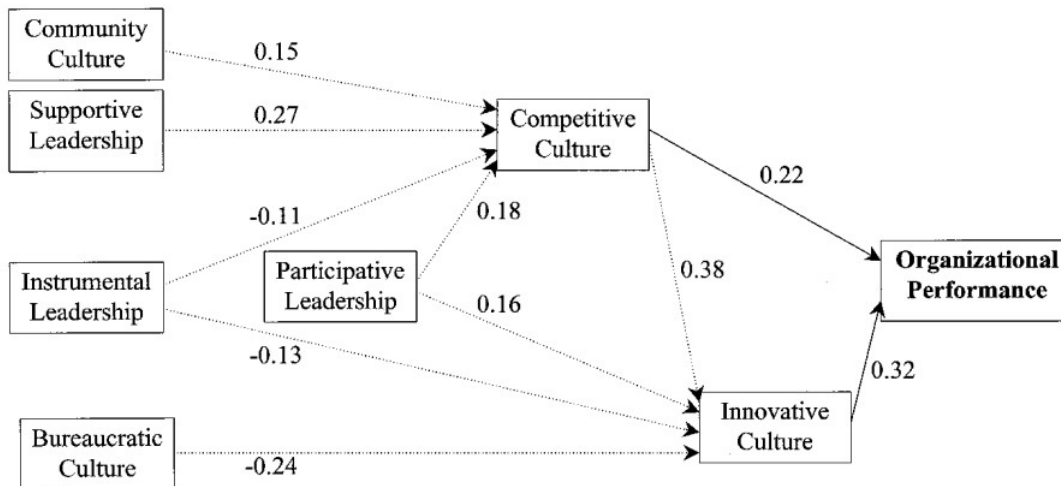 Community
Culture
0.15
Supportive
Leadership
0.27
Competitive
Culture
0.22
-0.11
0.18
Instrumental
Leadership
Participative
Leadership
0.38
Organizational
Performance
0.16
-0.13
0.32
Innovative
Culture
Bureaucratic
Culture
-0.24